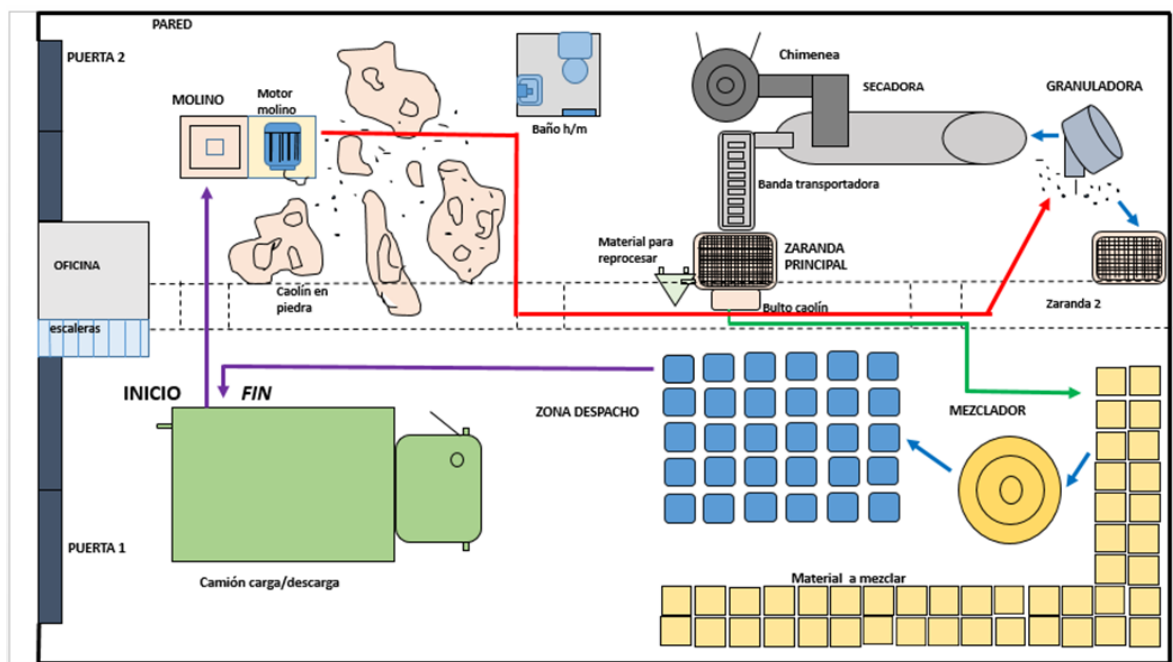 PARED
PUERTA 2
MOLINO
Motor
molino
Baño h/m
Chimenea
SECADORA
GRANULADORA
Banda transportadora
Material para
reprocesar
ZARANDA
PRINCIPAL
OFICINA
Caolín en
piedra
Bulto caolín
Zaranda 2
escaleras
INICIO
FIN
ZONA DESPACHO
MEZCLADOR
PUERTA 1
Camión carga/descarga
Material a mezclar